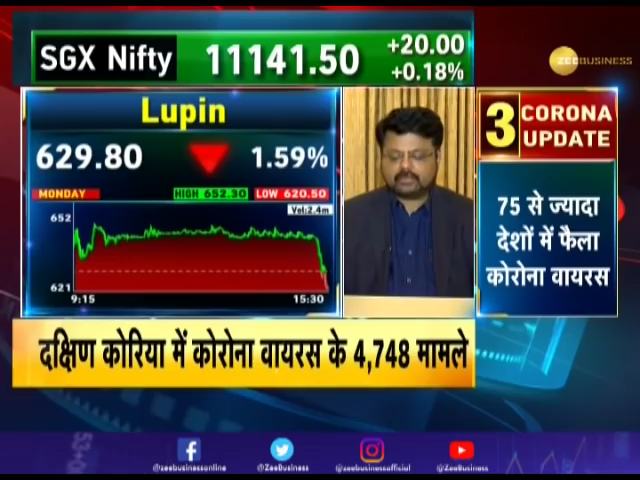 SGX Nifty 11141.50 +20.00
+0.18%
ZEEBUSINESS
Lupin
629.80 1.59%
MONDAY HIGH 652.30 LOW 620.50
Vol:2.4m
652
621
9:15 15:30
3 CORONA
UPDATE
75 से ज्यादा
देशों में फैला
कोरोना वायरस
दक्षिण कोरिया में कोरोना वायरस के 4,748 मामले
@zeebusinessonline @ZeeBusiness @zeebusinessofficial @ZeeBusiness